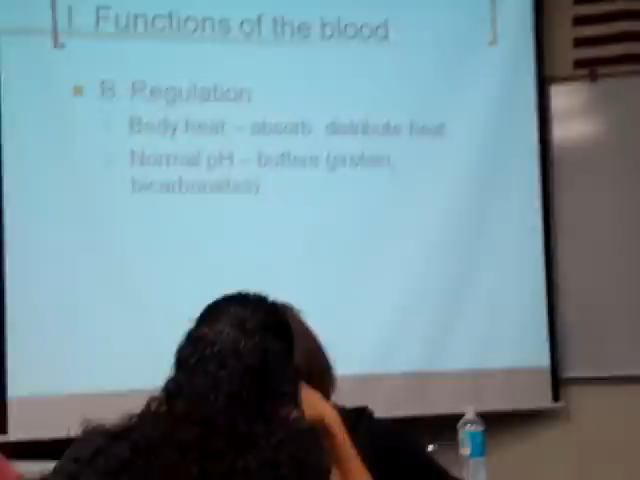 I. Functions of the blood
B. Regulation
Body heat – absorb, distribute heat
Normal pH – buffers (protein,
bicarbonates)